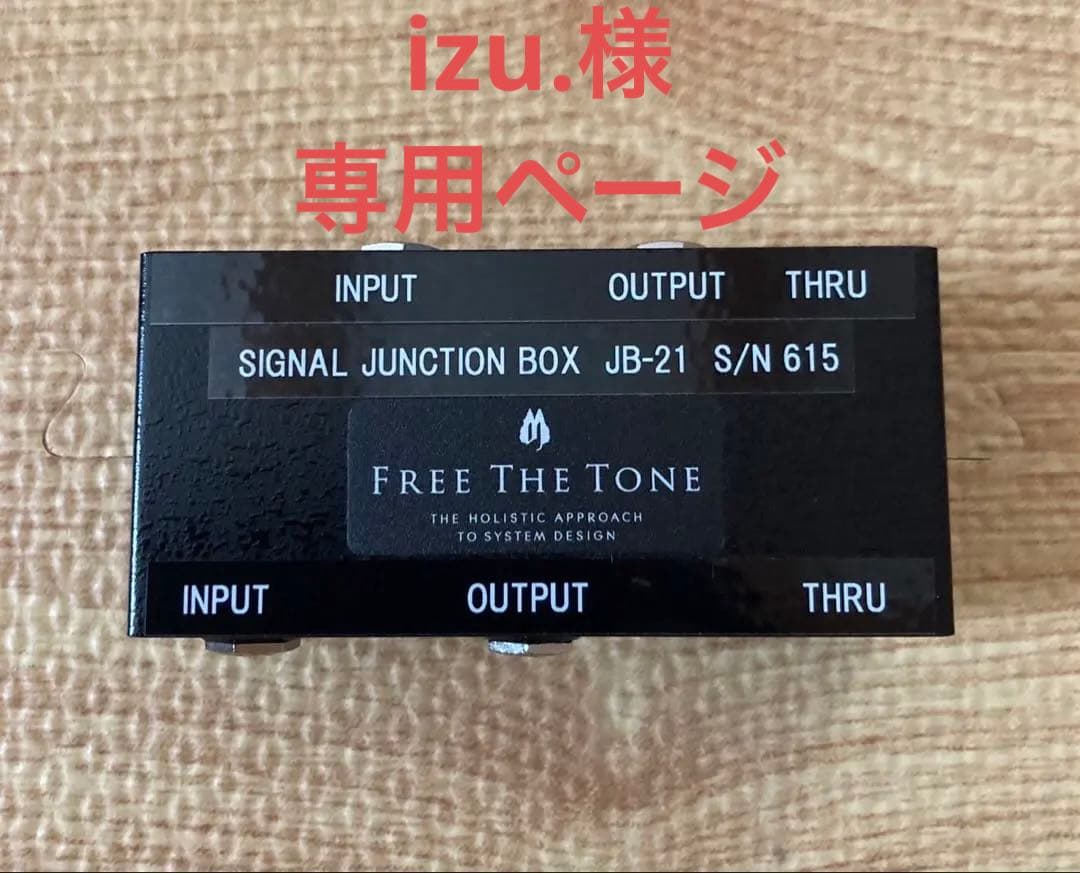 izu.様
専用ページ
INPUT OUTPUT THRU
SIGNAL JUNCTION BOX JB-21 S/N 615
FREE THE TONE
THE HOLISTIC APPROACH
TO SYSTEM DESIGN
INPUT OUTPUT THRU